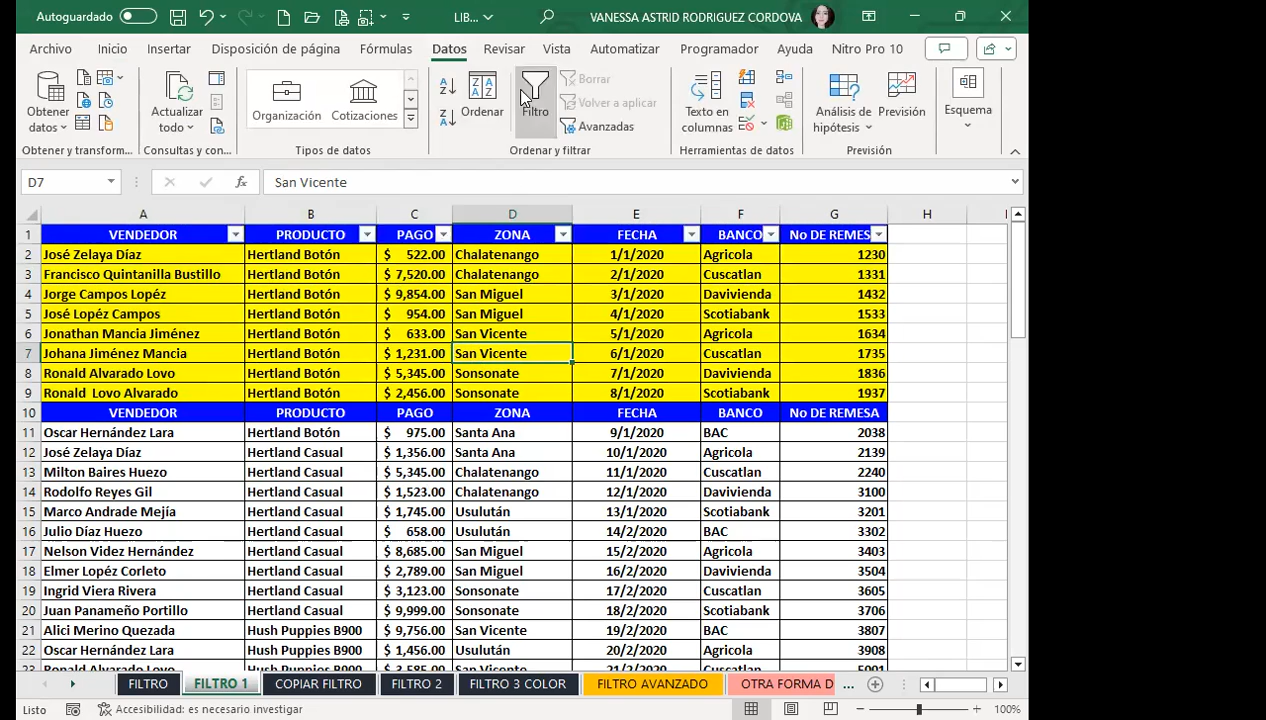 Autoguardado LIB... VANESSA ASTRID RODRIGUEZ CORDOVA
Archivo Inicio Insertar Disposición de página Fórmulas Datos Revisar Vista Automatizar Programador Ayuda Nitro Pro 10
Obtener datos Actualizar todo Organización Cotizaciones Ordenar Filtro Borrar Volver a aplicar Avanzadas Texto en columnas Análisis de hipótesis Previsión Esquema
Obtener y transform... Consultas y con... Tipos de datos Ordenar y filtrar Herramientas de datos Previsión
D7 fx San Vicente
A B C D E F G H I
1 VENDEDOR PRODUCTO PAGO ZONA FECHA BANCO No DE REMES
2 José Zelaya Díaz Hertland Botón $ 522.00 Chalatenango 1/1/2020 Agricola 1230
3 Francisco Quintanilla Bustillo Hertland Botón $ 7,520.00 Chalatenango 2/1/2020 Cuscatlan 1331
4 Jorge Campos Lopéz Hertland Botón $ 9,854.00 San Miguel 3/1/2020 Davivienda 1432
5 José Lopéz Campos Hertland Botón $ 954.00 San Miguel 4/1/2020 Scotiabank 1533
6 Jonathan Mancia Jiménez Hertland Botón $ 633.00 San Vicente 5/1/2020 Agricola 1634
7 Johana Jiménez Mancia Hertland Botón $ 1,231.00 San Vicente 6/1/2020 Cuscatlan 1735
8 Ronald Alvarado Lovo Hertland Botón $ 5,345.00 Sonsonate 7/1/2020 Davivienda 1836
9 Ronald Lovo Alvarado Hertland Botón $ 2,456.00 Sonsonate 8/1/2020 Scotiabank 1937
10 VENDEDOR PRODUCTO PAGO ZONA FECHA BANCO No DE REMESA
11 Oscar Hernández Lara Hertland Botón $ 975.00 Santa Ana 9/1/2020 BAC 2038
12 José Zelaya Díaz Hertland Casual $ 1,356.00 Santa Ana 10/1/2020 Agricola 2139
13 Milton Baires Huezo Hertland Casual $ 5,345.00 Chalatenango 11/1/2020 Cuscatlan 2240
14 Rodolfo Reyes Gil Hertland Casual $ 1,523.00 Chalatenango 12/1/2020 Davivienda 3100
15 Marco Andrade Mejía Hertland Casual $ 1,745.00 Usulután 13/1/2020 Scotiabank 3201
16 Julio Díaz Huezo Hertland Casual $ 658.00 Usulután 14/2/2020 BAC 3302
17 Nelson Videz Hernández Hertland Casual $ 8,685.00 San Miguel 15/2/2020 Agricola 3403
18 Elmer Lopéz Corleto Hertland Casual $ 2,789.00 San Miguel 16/2/2020 Davivienda 3504
19 Ingrid Viera Rivera Hertland Casual $ 3,123.00 Sonsonate 17/2/2020 Cuscatlan 3605
20 Juan Panameño Portillo Hertland Casual $ 9,999.00 Sonsonate 18/2/2020 Scotiabank 3706
21 Alici Merino Quezada Hush Puppies B900 $ 9,756.00 San Vicente 19/2/2020 BAC 3807
22 Oscar Hernández Lara Hush Puppies B900 $ 1,456.00 Usulután 20/2/2020 Agricola 3908
Ronald Alvarado Lovo Hush Puppies B900 $ 3,585.00 San Vicente 21/2/2020 Cuscatlan
FILTRO FILTRO 1 COPIAR FILTRO FILTRO 2 FILTRO 3 COLOR FILTRO AVANZADO OTRA FORMA D ...
Listo Accesibilidad: es necesario investigar 100%